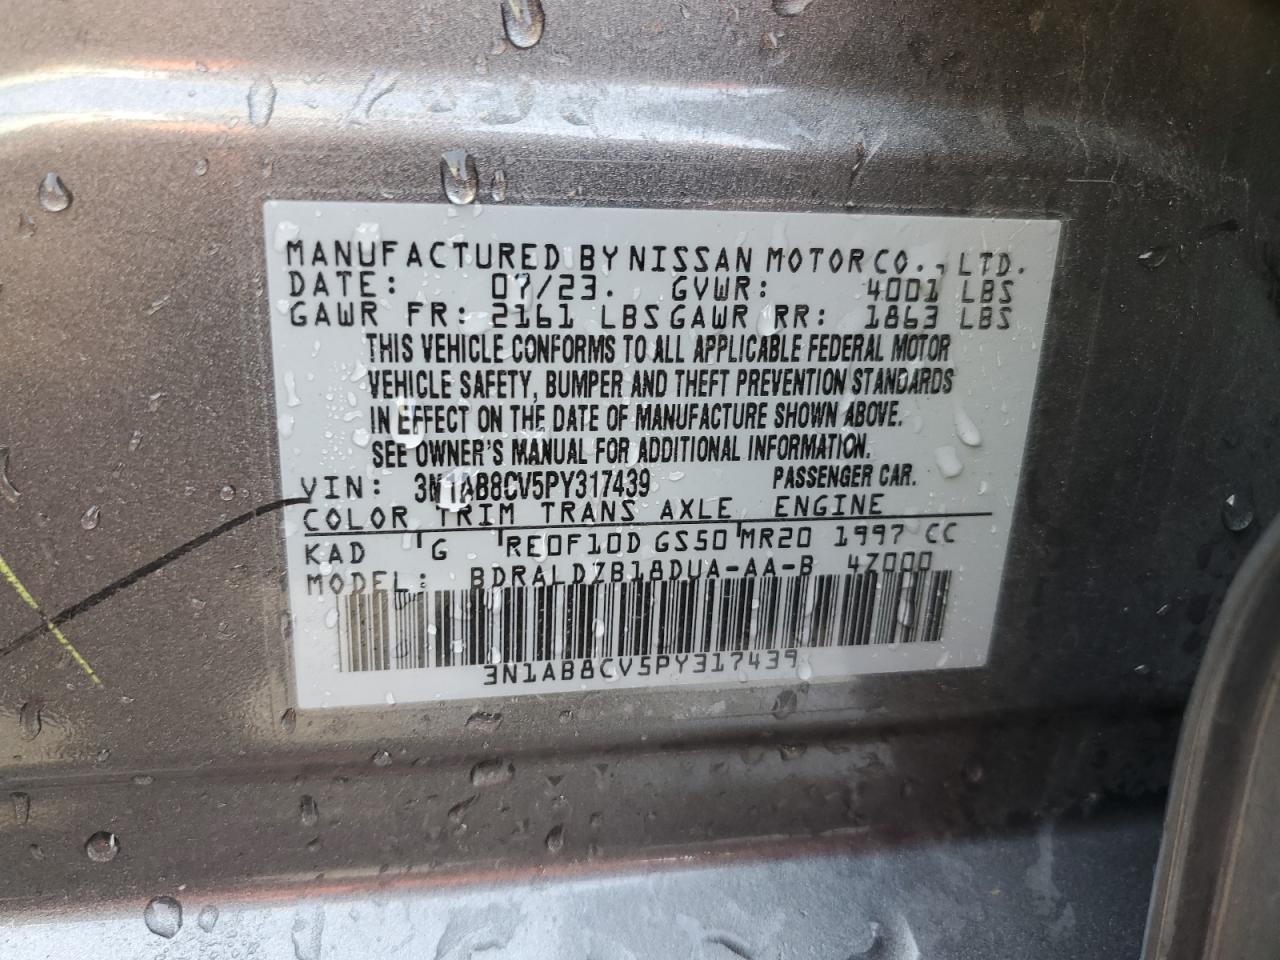 MANUFACTURED BY NISSAN MOTOR CO., LTD.
DATE: 07/23. GVWR: 4001 LBS
GAWR FR: 2161 LBS GAWR RR: 1863 LBS
THIS VEHICLE CONFORMS TO ALL APPLICABLE FEDERAL MOTOR
VEHICLE SAFETY, BUMPER AND THEFT PREVENTION STANDARDS
IN EFFECT ON THE DATE OF MANUFACTURE SHOWN ABOVE.
SEE OWNER'S MANUAL FOR ADDITIONAL INFORMATION.
VIN: 3N1AB8CV5PY317439 PASSENGER CAR.
COLOR TRIM TRANS AXLE ENGINE
KAD G RE0F10D GS50 MR20 1997 CC
MODEL: BDRALDZB18DUA-AA-B 4Z000
3N1AB8CV5PY317439